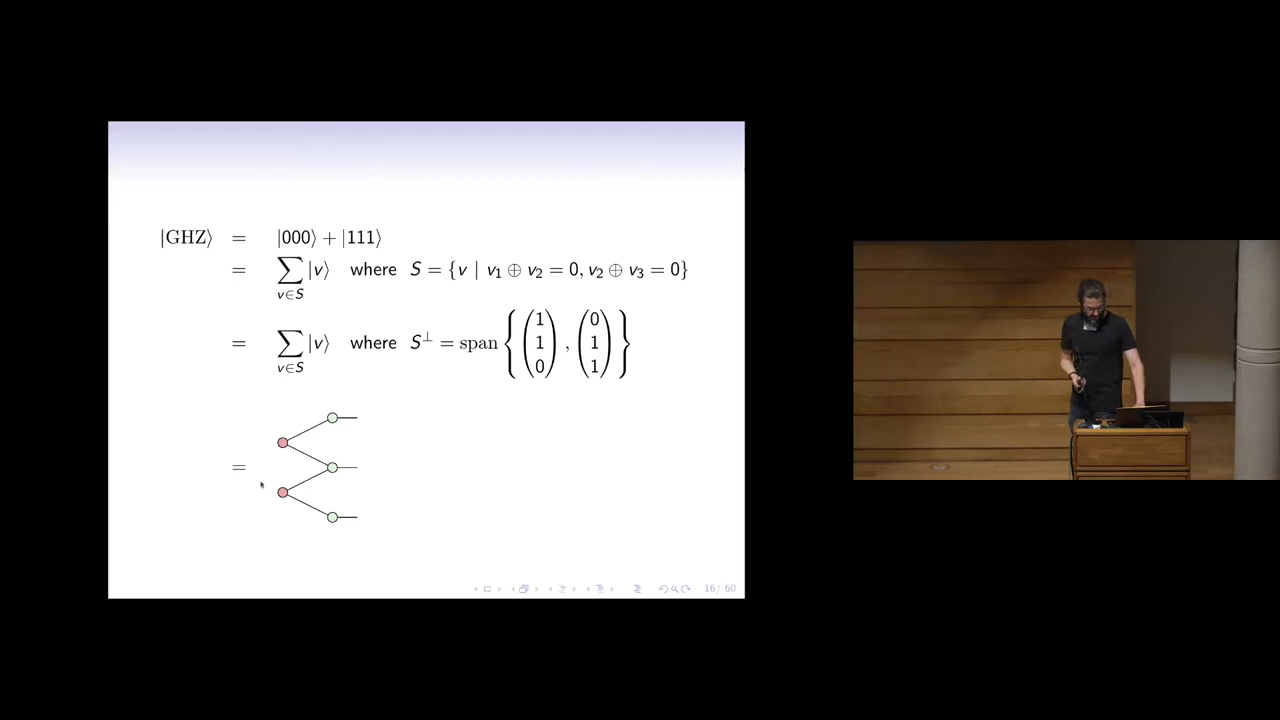 |GHZ⟩ = |000⟩ + |111⟩
= ∑_{v∈S} |v⟩ where S = {v | v₁ ⊕ v₂ = 0, v₂ ⊕ v₃ = 0}
= ∑_{v∈S} |v⟩ where S^⊥ = span { (1 1 0), (0 1 1) }
=
16 / 60